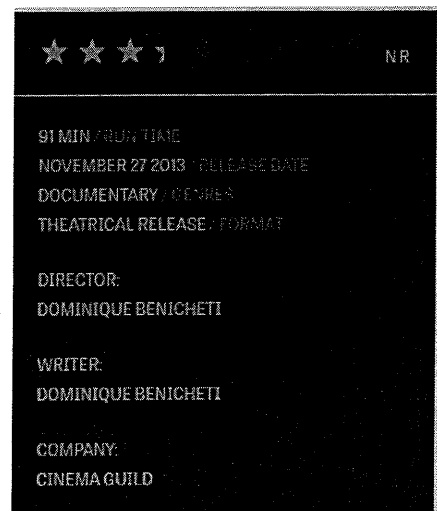 NR
91 MIN / RUN TIME
NOVEMBER 27 2013 / RELEASE DATE
DOCUMENTARY / GENRES
THEATRICAL RELEASE / FORMAT
DIRECTOR:
DOMINIQUE BENICHETI
WRITER:
DOMINIQUE BENICHETI
COMPANY:
CINEMA GUILD